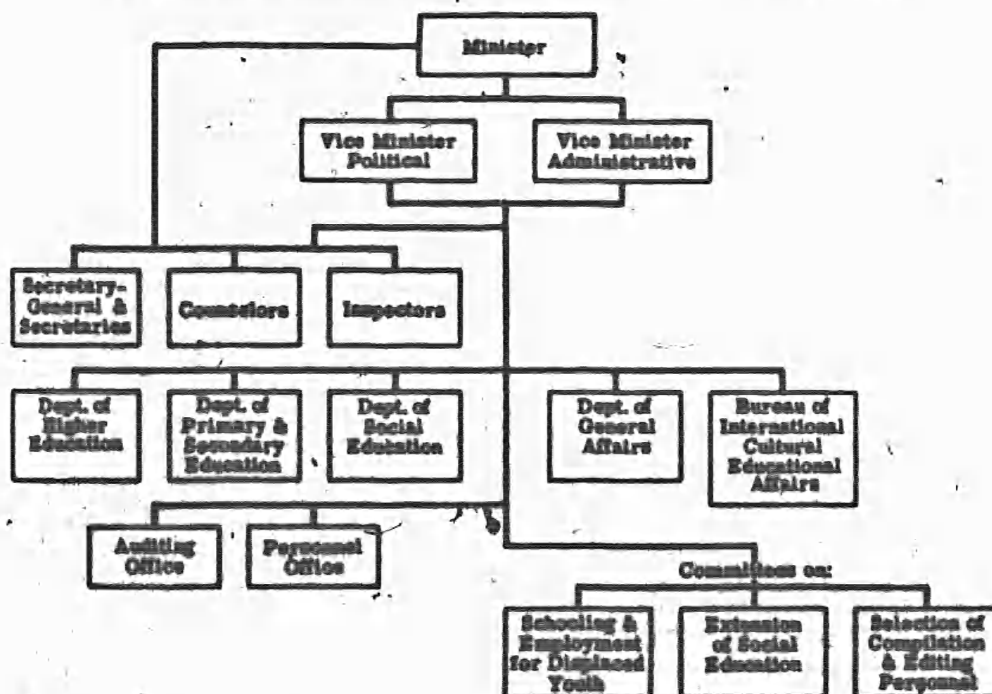 Minister
Vice Minister
Political
Vice Minister
Administrative
Secretary-
General &
Secretaries
Counselors
Inspectors
Dept. of
Higher
Education
Dept. of
Primary &
Secondary
Education
Dept. of
Social
Education
Dept. of
General
Affairs
Bureau of
International
Cultural
Educational
Affairs
Auditing
Office
Personnel
Office
Committees on:
Schooling &
Employment
for Displaced
Youth
Extension
of Social
Education
Selection of
Compilation
& Editing
Personnel